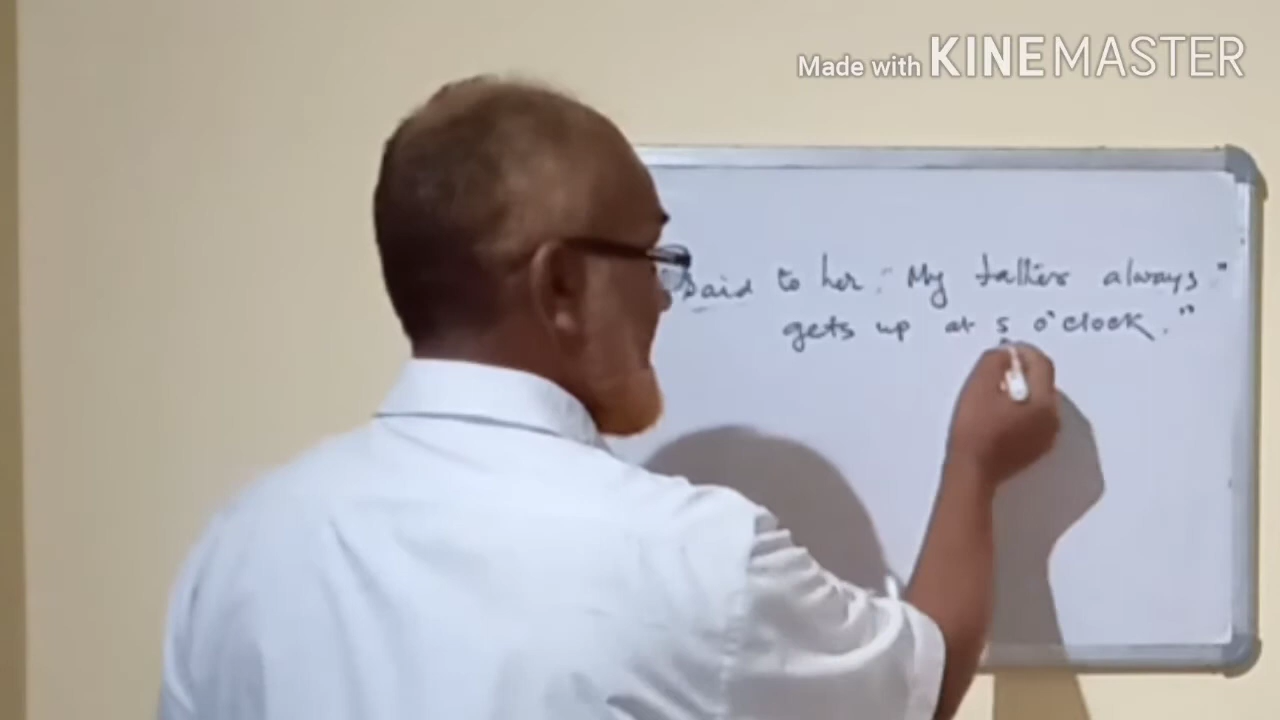 Made with KINEMASTER
said to her : "My father always"
gets up at 5 o'clock."